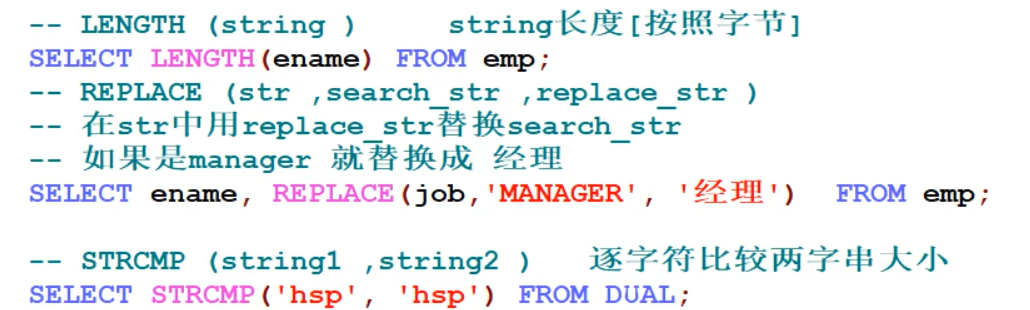 -- LENGTH (string ) string长度[按照字节]
SELECT LENGTH(ename) FROM emp;
-- REPLACE (str ,search_str ,replace_str )
-- 在str中用replace_str替换search_str
-- 如果是manager 就替换成 经理
SELECT ename, REPLACE(job,'MANAGER', '经理') FROM emp;
-- STRCMP (string1 ,string2 ) 逐字符比较两字串大小
SELECT STRCMP('hsp', 'hsp') FROM DUAL;